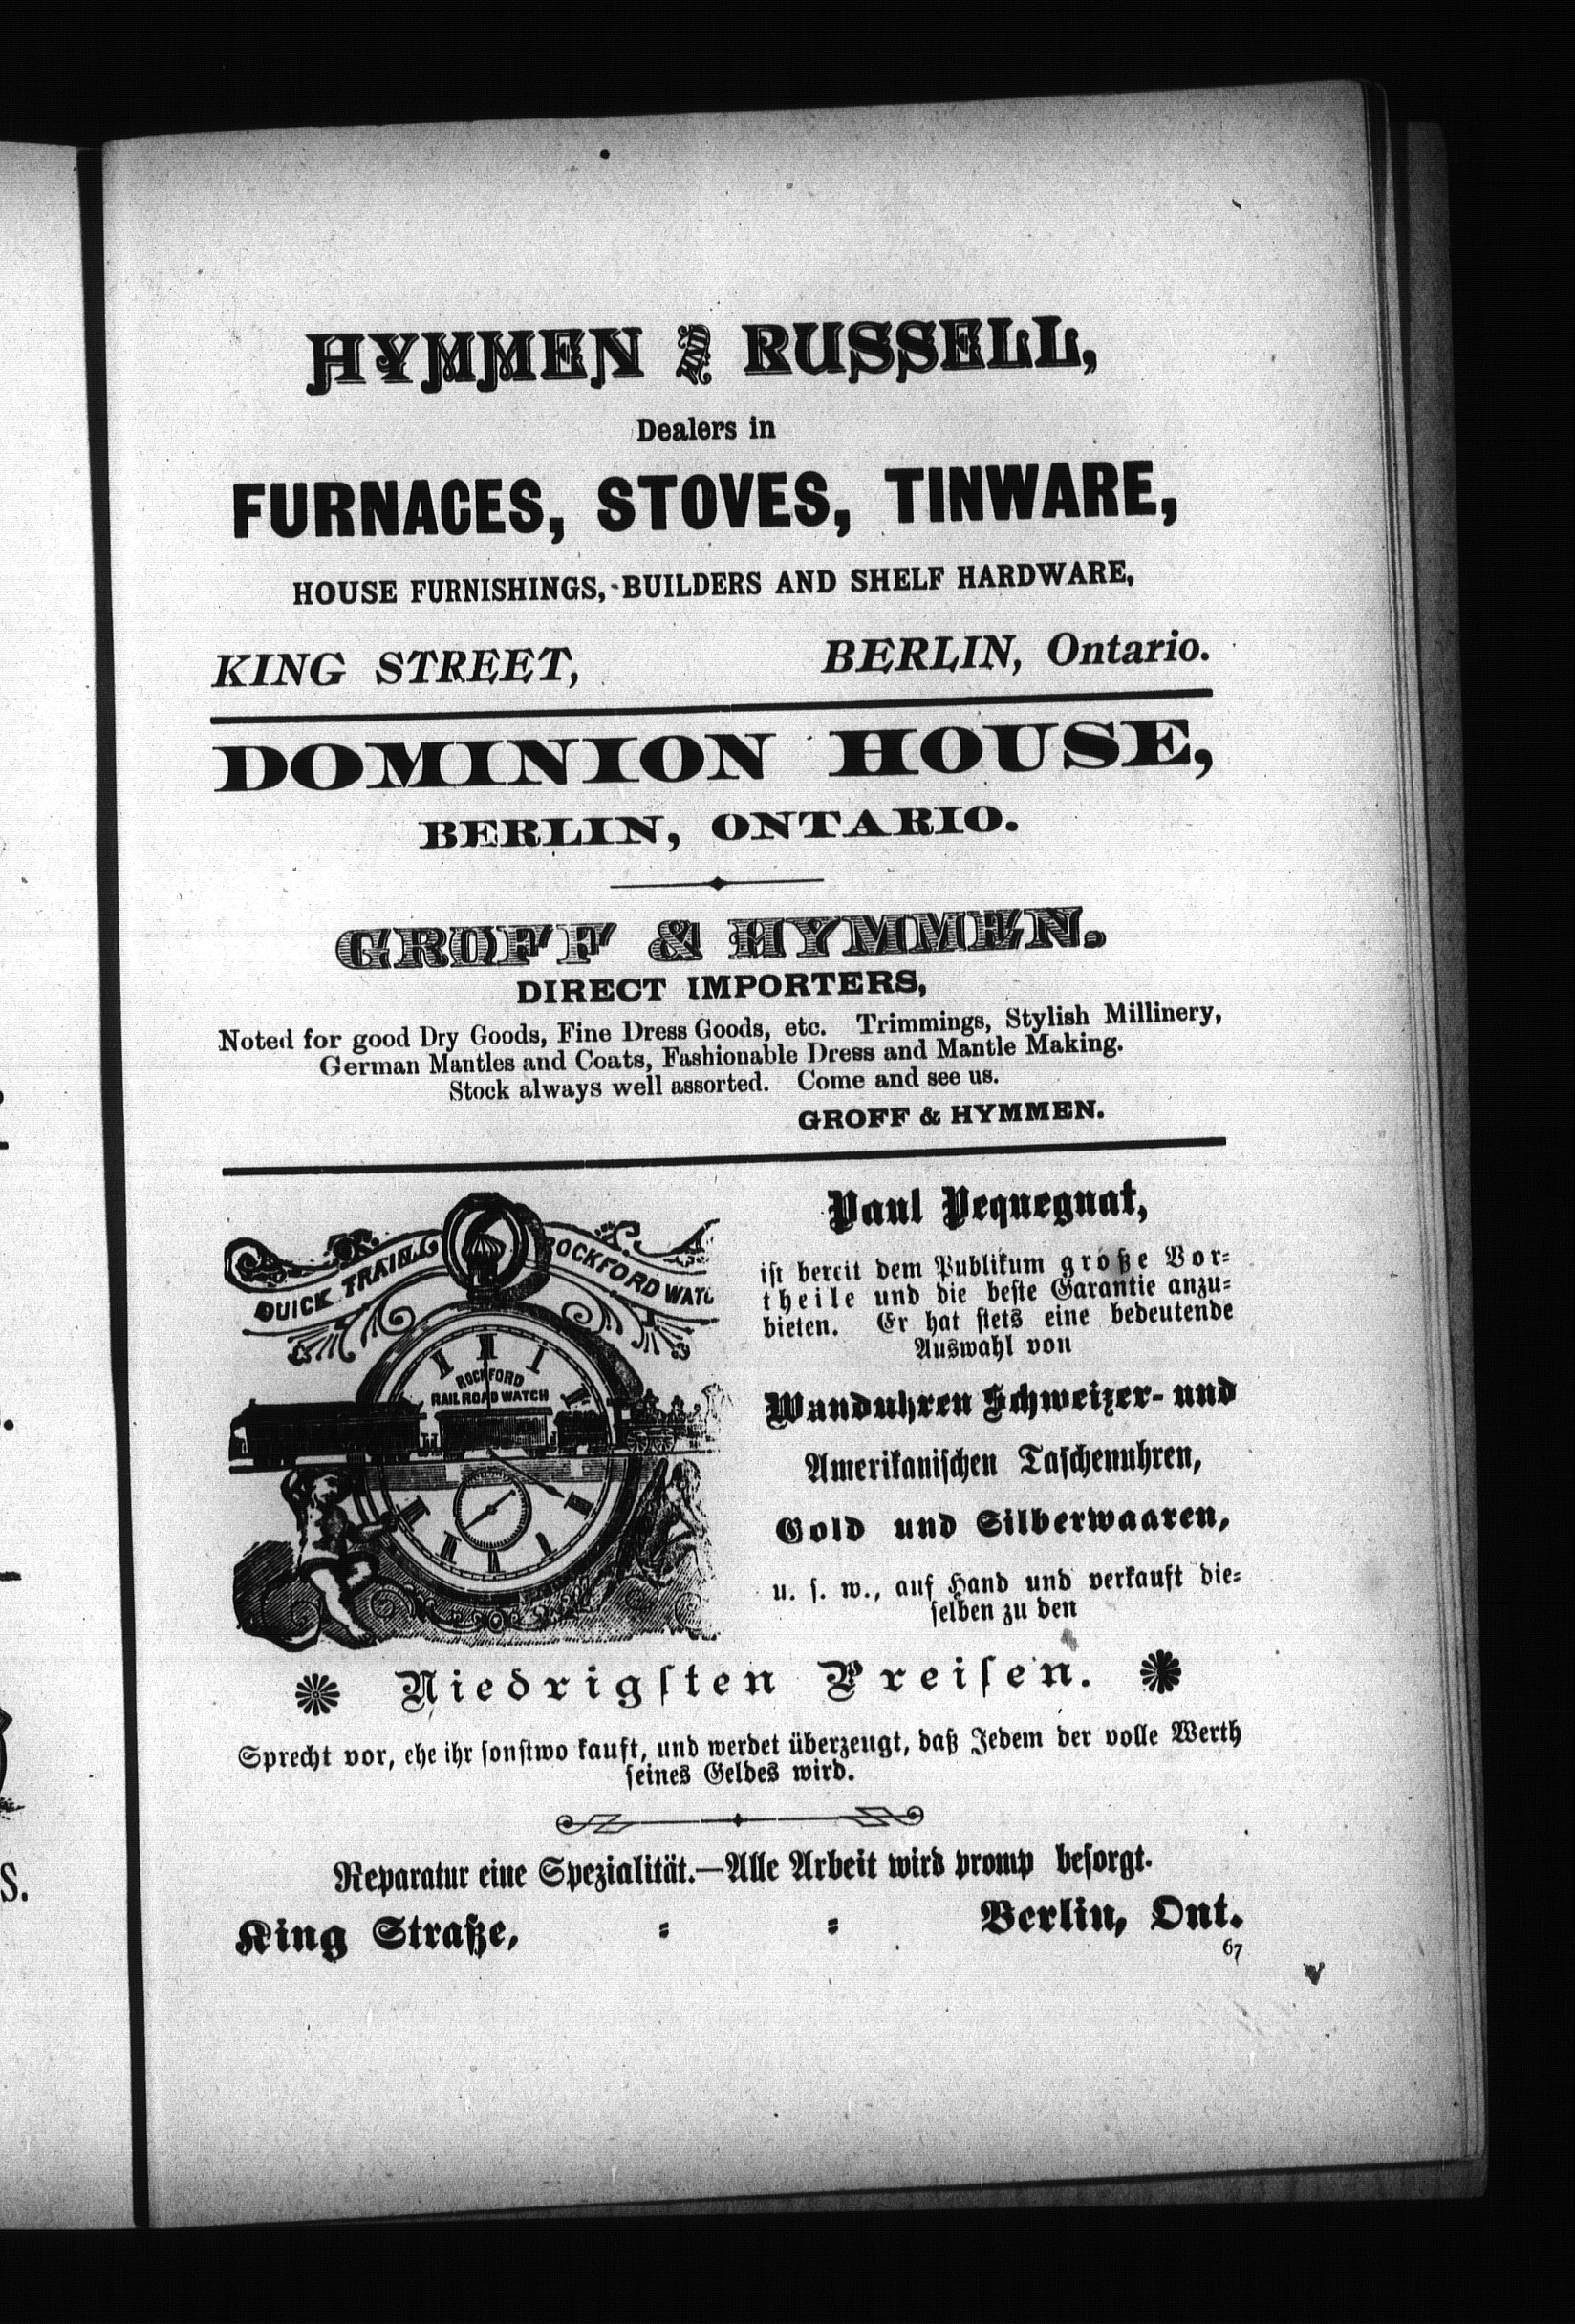 HYMMEN AND RUSSELL,
Dealers in
FURNACES, STOVES, TINWARE,
HOUSE FURNISHINGS, BUILDERS AND SHELF HARDWARE,
KING STREET, BERLIN, Ontario.
DOMINION HOUSE,
BERLIN, ONTARIO.
GROFF & HYMMEN.
DIRECT IMPORTERS,
Noted for good Dry Goods, Fine Dress Goods, etc. Trimmings, Stylish Millinery,
German Mantles and Coats, Fashionable Dress and Mantle Making.
Stock always well assorted. Come and see us.
GROFF & HYMMEN.
QUICK TRAIN
ROCKFORD WATC
ROCKFORD
RAIL ROAD WATCH
Paul Pequegnat,
ist bereit dem Publikum große Vor-
theile und die beste Garantie anzu-
bieten. Er hat stets eine bedeutende
Auswahl von
Wanduhren Schweizer- und
Amerikanischen Taschenuhren,
Gold und Silberwaaren,
u. s. w., auf Hand und verkauft die-
selben zu den
Niedrigsten Preisen.
Sprecht vor, ehe ihr sonstwo kauft, und werdet überzeugt, daß Jedem der volle Werth
seines Geldes wird.
Reparatur eine Spezialität.—Alle Arbeit wird promp besorgt.
King Straße, = = Berlin, Ont.
67
S.